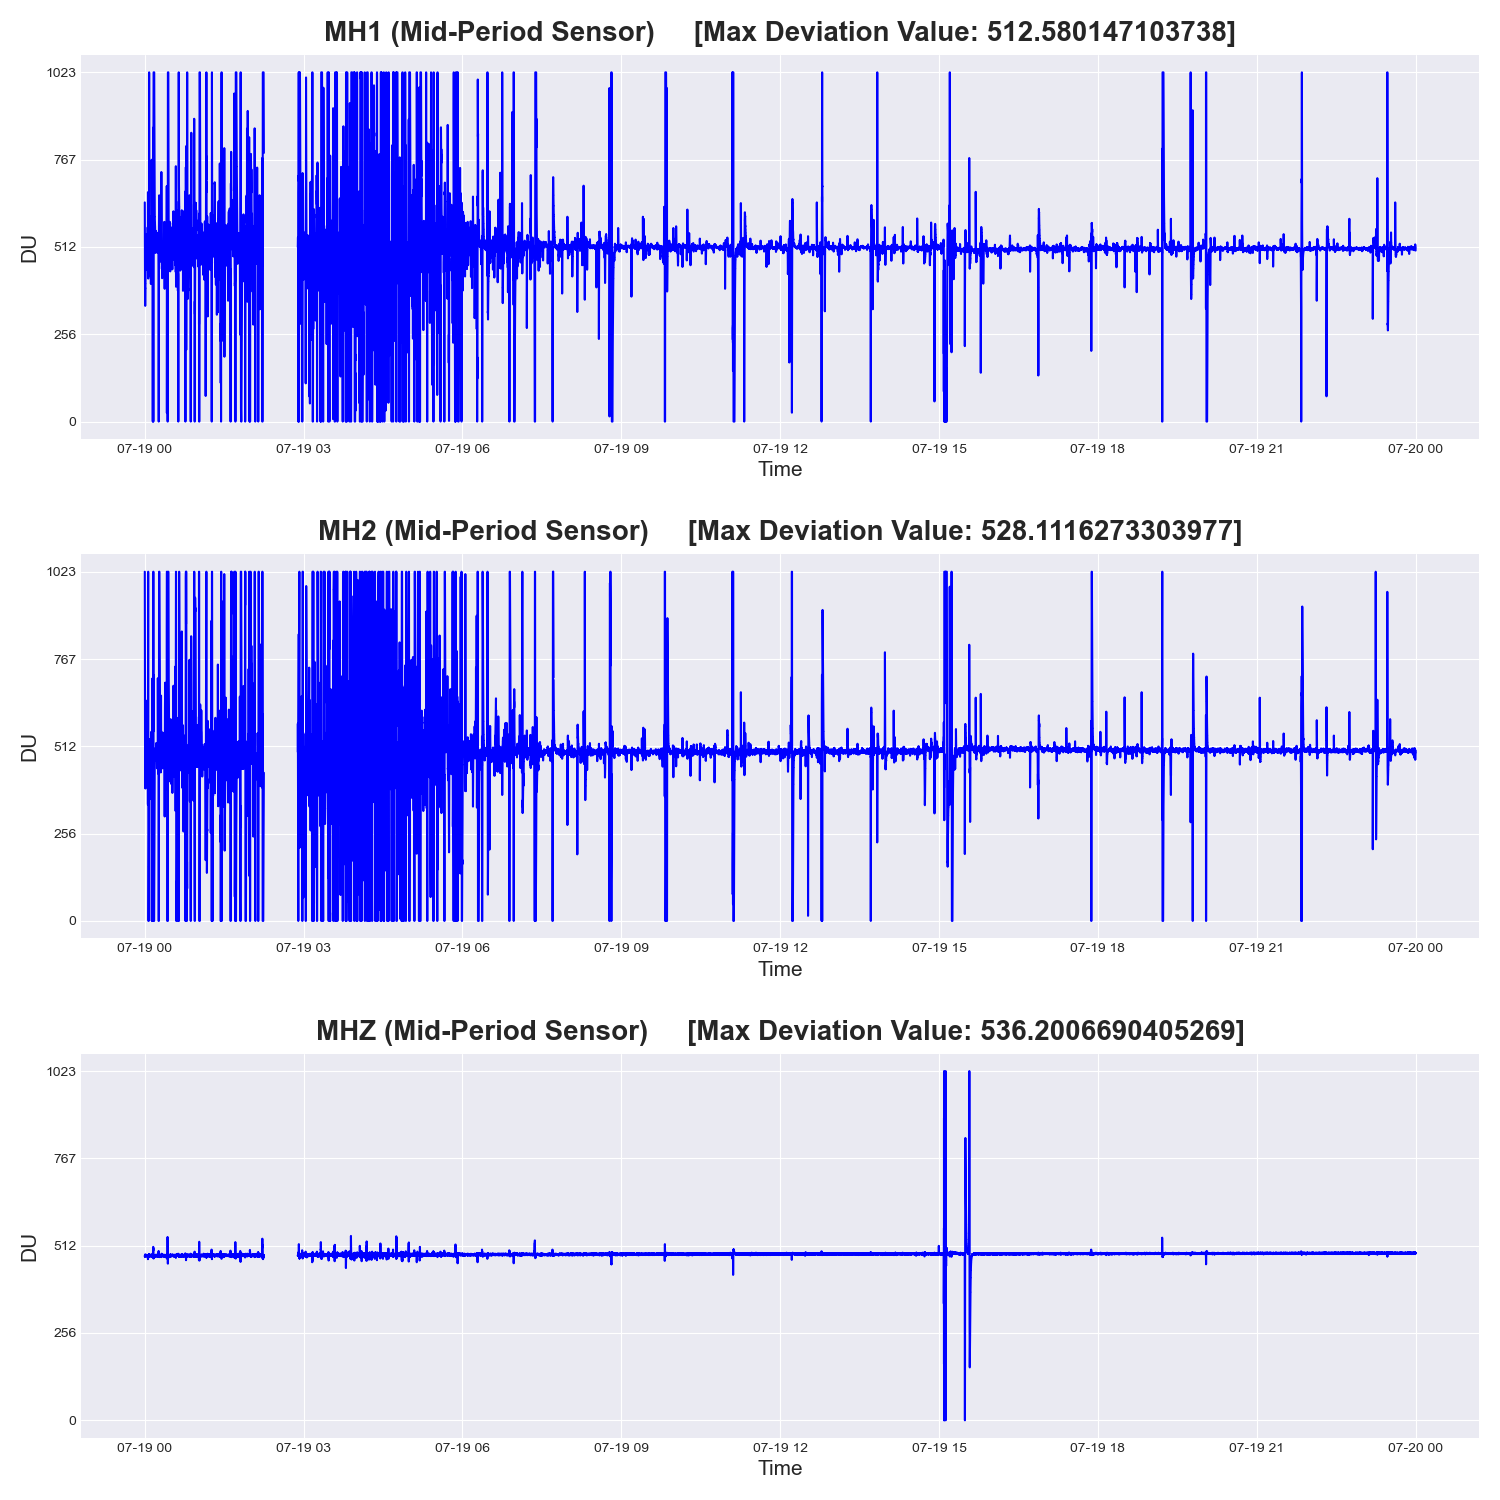 MH1 (Mid-Period Sensor) [Max Deviation Value: 512.580147103738]
1023
767
512
256
0
DU
07-19 00 07-19 03 07-19 06 07-19 09 07-19 12 07-19 15 07-19 18 07-19 21 07-20 00
Time
MH2 (Mid-Period Sensor) [Max Deviation Value: 528.1116273303977]
1023
767
512
256
0
DU
07-19 00 07-19 03 07-19 06 07-19 09 07-19 12 07-19 15 07-19 18 07-19 21 07-20 00
Time
MHZ (Mid-Period Sensor) [Max Deviation Value: 536.2006690405269]
1023
767
512
256
0
DU
07-19 00 07-19 03 07-19 06 07-19 09 07-19 12 07-19 15 07-19 18 07-19 21 07-20 00
Time